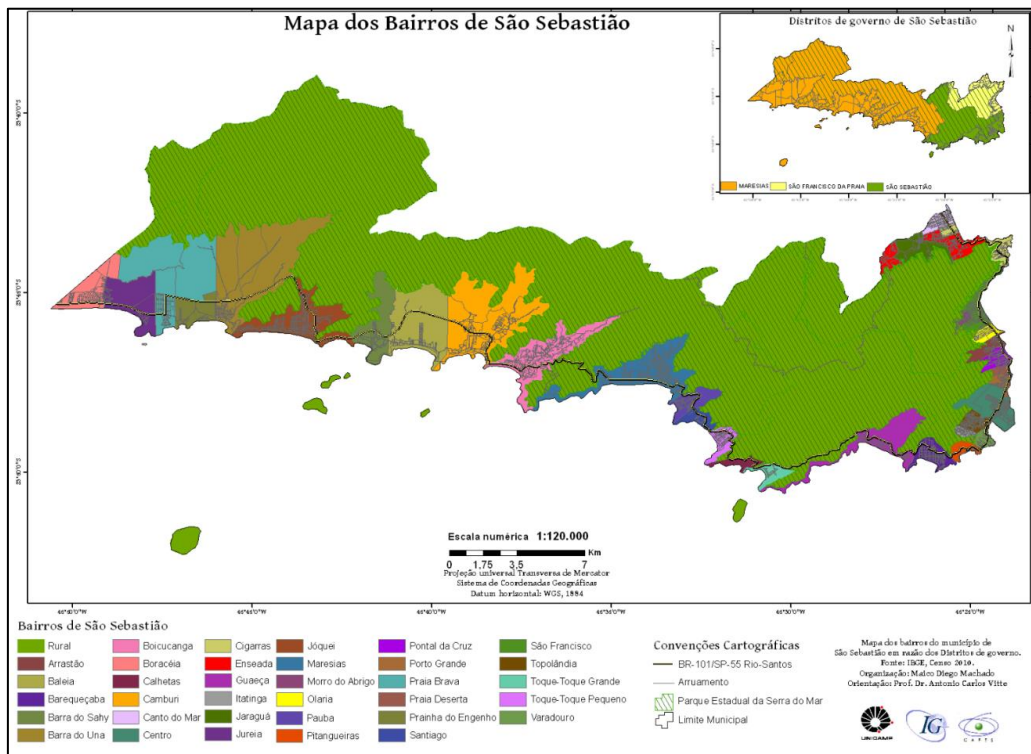 Mapa dos Bairros de São Sebastião
Distritos de governo de São Sebastião
N
MARESIAS
SÃO FRANCISCO DA PRAIA
SÃO SEBASTIÃO
Escala numérica 1:120.000
0 1.75 3.5 7 Km
Projeção universal Transversa de Mercator
Sistema de Coordenadas Geográficas
Datum horizontal: WGS, 1884
Bairros de São Sebastião
Rural
Arrastão
Baleia
Barequeçaba
Barra do Sahy
Barra do Una
Boicucanga
Boracéia
Calhetas
Camburi
Canto do Mar
Centro
Cigarras
Enseada
Guaeça
Itatinga
Jaraguá
Jureia
Jóquei
Maresias
Morro do Abrigo
Olaria
Pauba
Pitangueiras
Pontal da Cruz
Porto Grande
Praia Brava
Praia Deserta
Prainha do Engenho
Santiago
São Francisco
Topolândia
Toque-Toque Grande
Toque-Toque Pequeno
Varadouro
Convenções Cartográficas
BR-101/SP-55 Rio-Santos
Arruamento
Parque Estadual da Serra do Mar
Limite Municipal
Mapa dos bairros do município de
São Sebastião em razão dos Distritos de governo.
Fonte: IBGE, Censo 2010.
Organização: Maico Diego Machado
Orientação: Prof. Dr. Antonio Carlos Vitte
UNICAMP
IG
CAPES